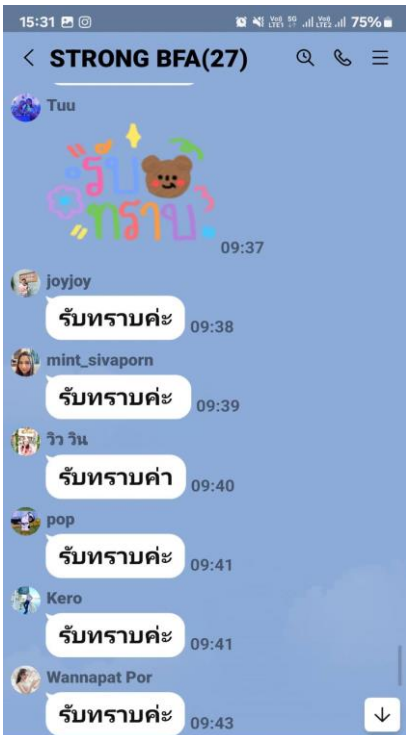 15:31 75%
STRONG BFA(27)
Tuu
รับ
ทราบ
09:37
joyjoy
รับทราบค่ะ 09:38
mint_sivaporn
รับทราบค่ะ 09:39
วิว วิน
รับทราบค่า 09:40
pop
รับทราบค่ะ 09:41
Kero
รับทราบค่ะ 09:41
Wannapat Por
รับทราบค่ะ 09:43